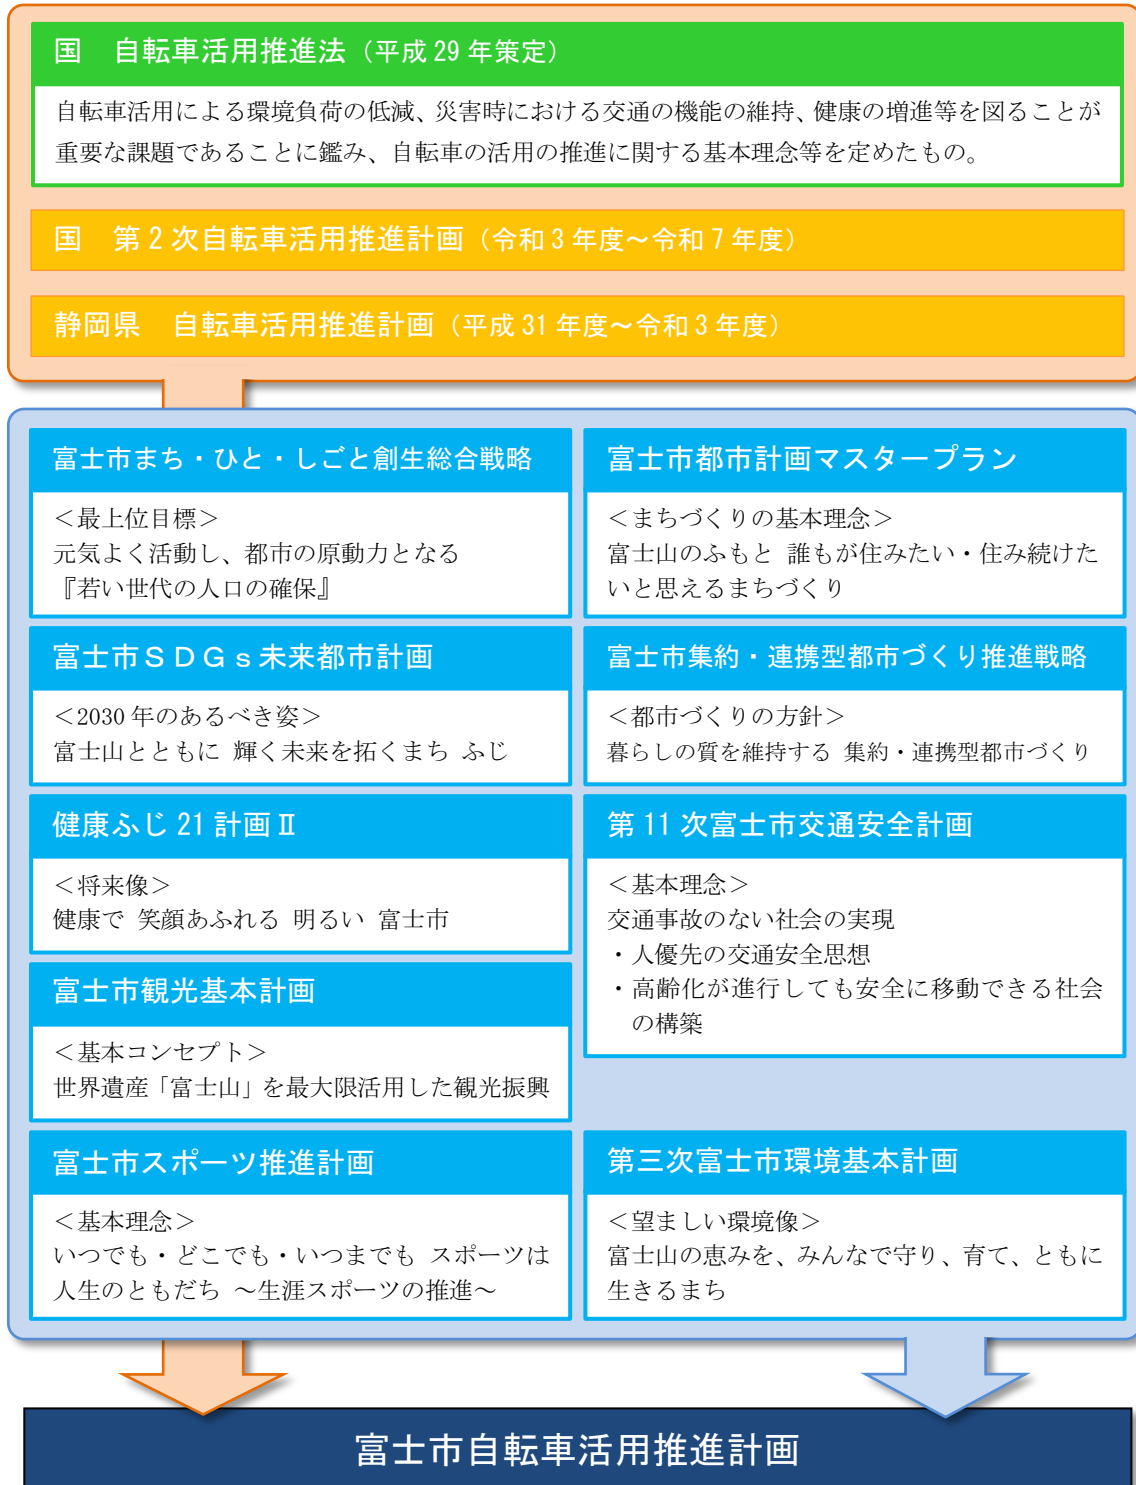 国　自転車活用推進法（平成29年策定）
自転車活用による環境負荷の低減、災害時における交通の機能の維持、健康の増進等を図ることが
重要な課題であることに鑑み、自転車の活用の推進に関する基本理念等を定めたもの。
国　第２次自転車活用推進計画（令和３年度～令和７年度）
静岡県　自転車活用推進計画（平成31年度～令和３年度）
富士市まち・ひと・しごと創生総合戦略
＜最上位目標＞
元気よく活動し、都市の原動力となる
『若い世代の人口の確保』
富士市都市計画マスタープラン
＜まちづくりの基本理念＞
富士山のふもと 誰もが住みたい・住み続けた
いと思えるまちづくり
富士市ＳＤＧｓ未来都市計画
＜2030年のあるべき姿＞
富士山とともに 輝く未来を拓くまち ふじ
富士市集約・連携型都市づくり推進戦略
＜都市づくりの方針＞
暮らしの質を維持する 集約・連携型都市づくり
健康ふじ21計画Ⅱ
＜将来像＞
健康で 笑顔あふれる 明るい 富士市
第11次富士市交通安全計画
＜基本理念＞
交通事故のない社会の実現
・人優先の交通安全思想
・高齢化が進行しても安全に移動できる社会
の構築
富士市観光基本計画
＜基本コンセプト＞
世界遺産「富士山」を最大限活用した観光振興
富士市スポーツ推進計画
＜基本理念＞
いつでも・どこでも・いつまでも スポーツは
人生のともだち ～生涯スポーツの推進～
第三次富士市環境基本計画
＜望ましい環境像＞
富士山の恵みを、みんなで守り、育て、ともに
生きるまち
富士市自転車活用推進計画